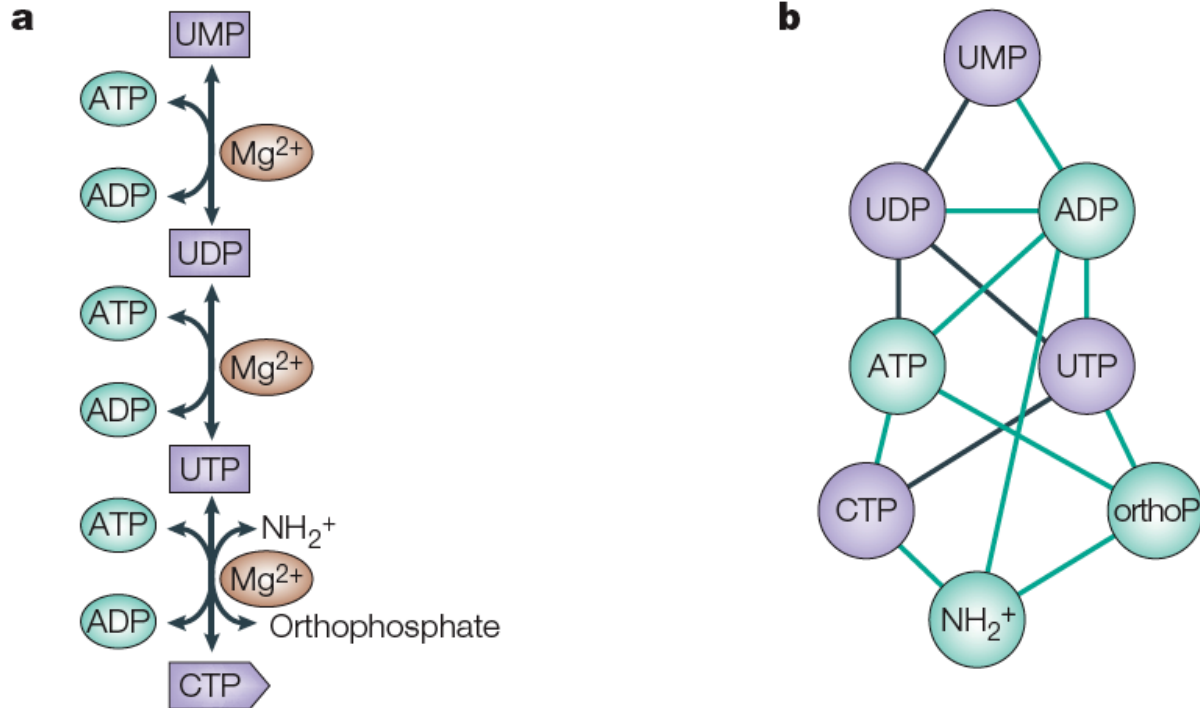 a
UMP
ATP
Mg²⁺
ADP
UDP
ATP
Mg²⁺
ADP
UTP
ATP
NH₂⁺
Mg²⁺
ADP
Orthophosphate
CTP
b
UMP
UDP
ADP
ATP
UTP
CTP
orthoP
NH₂⁺